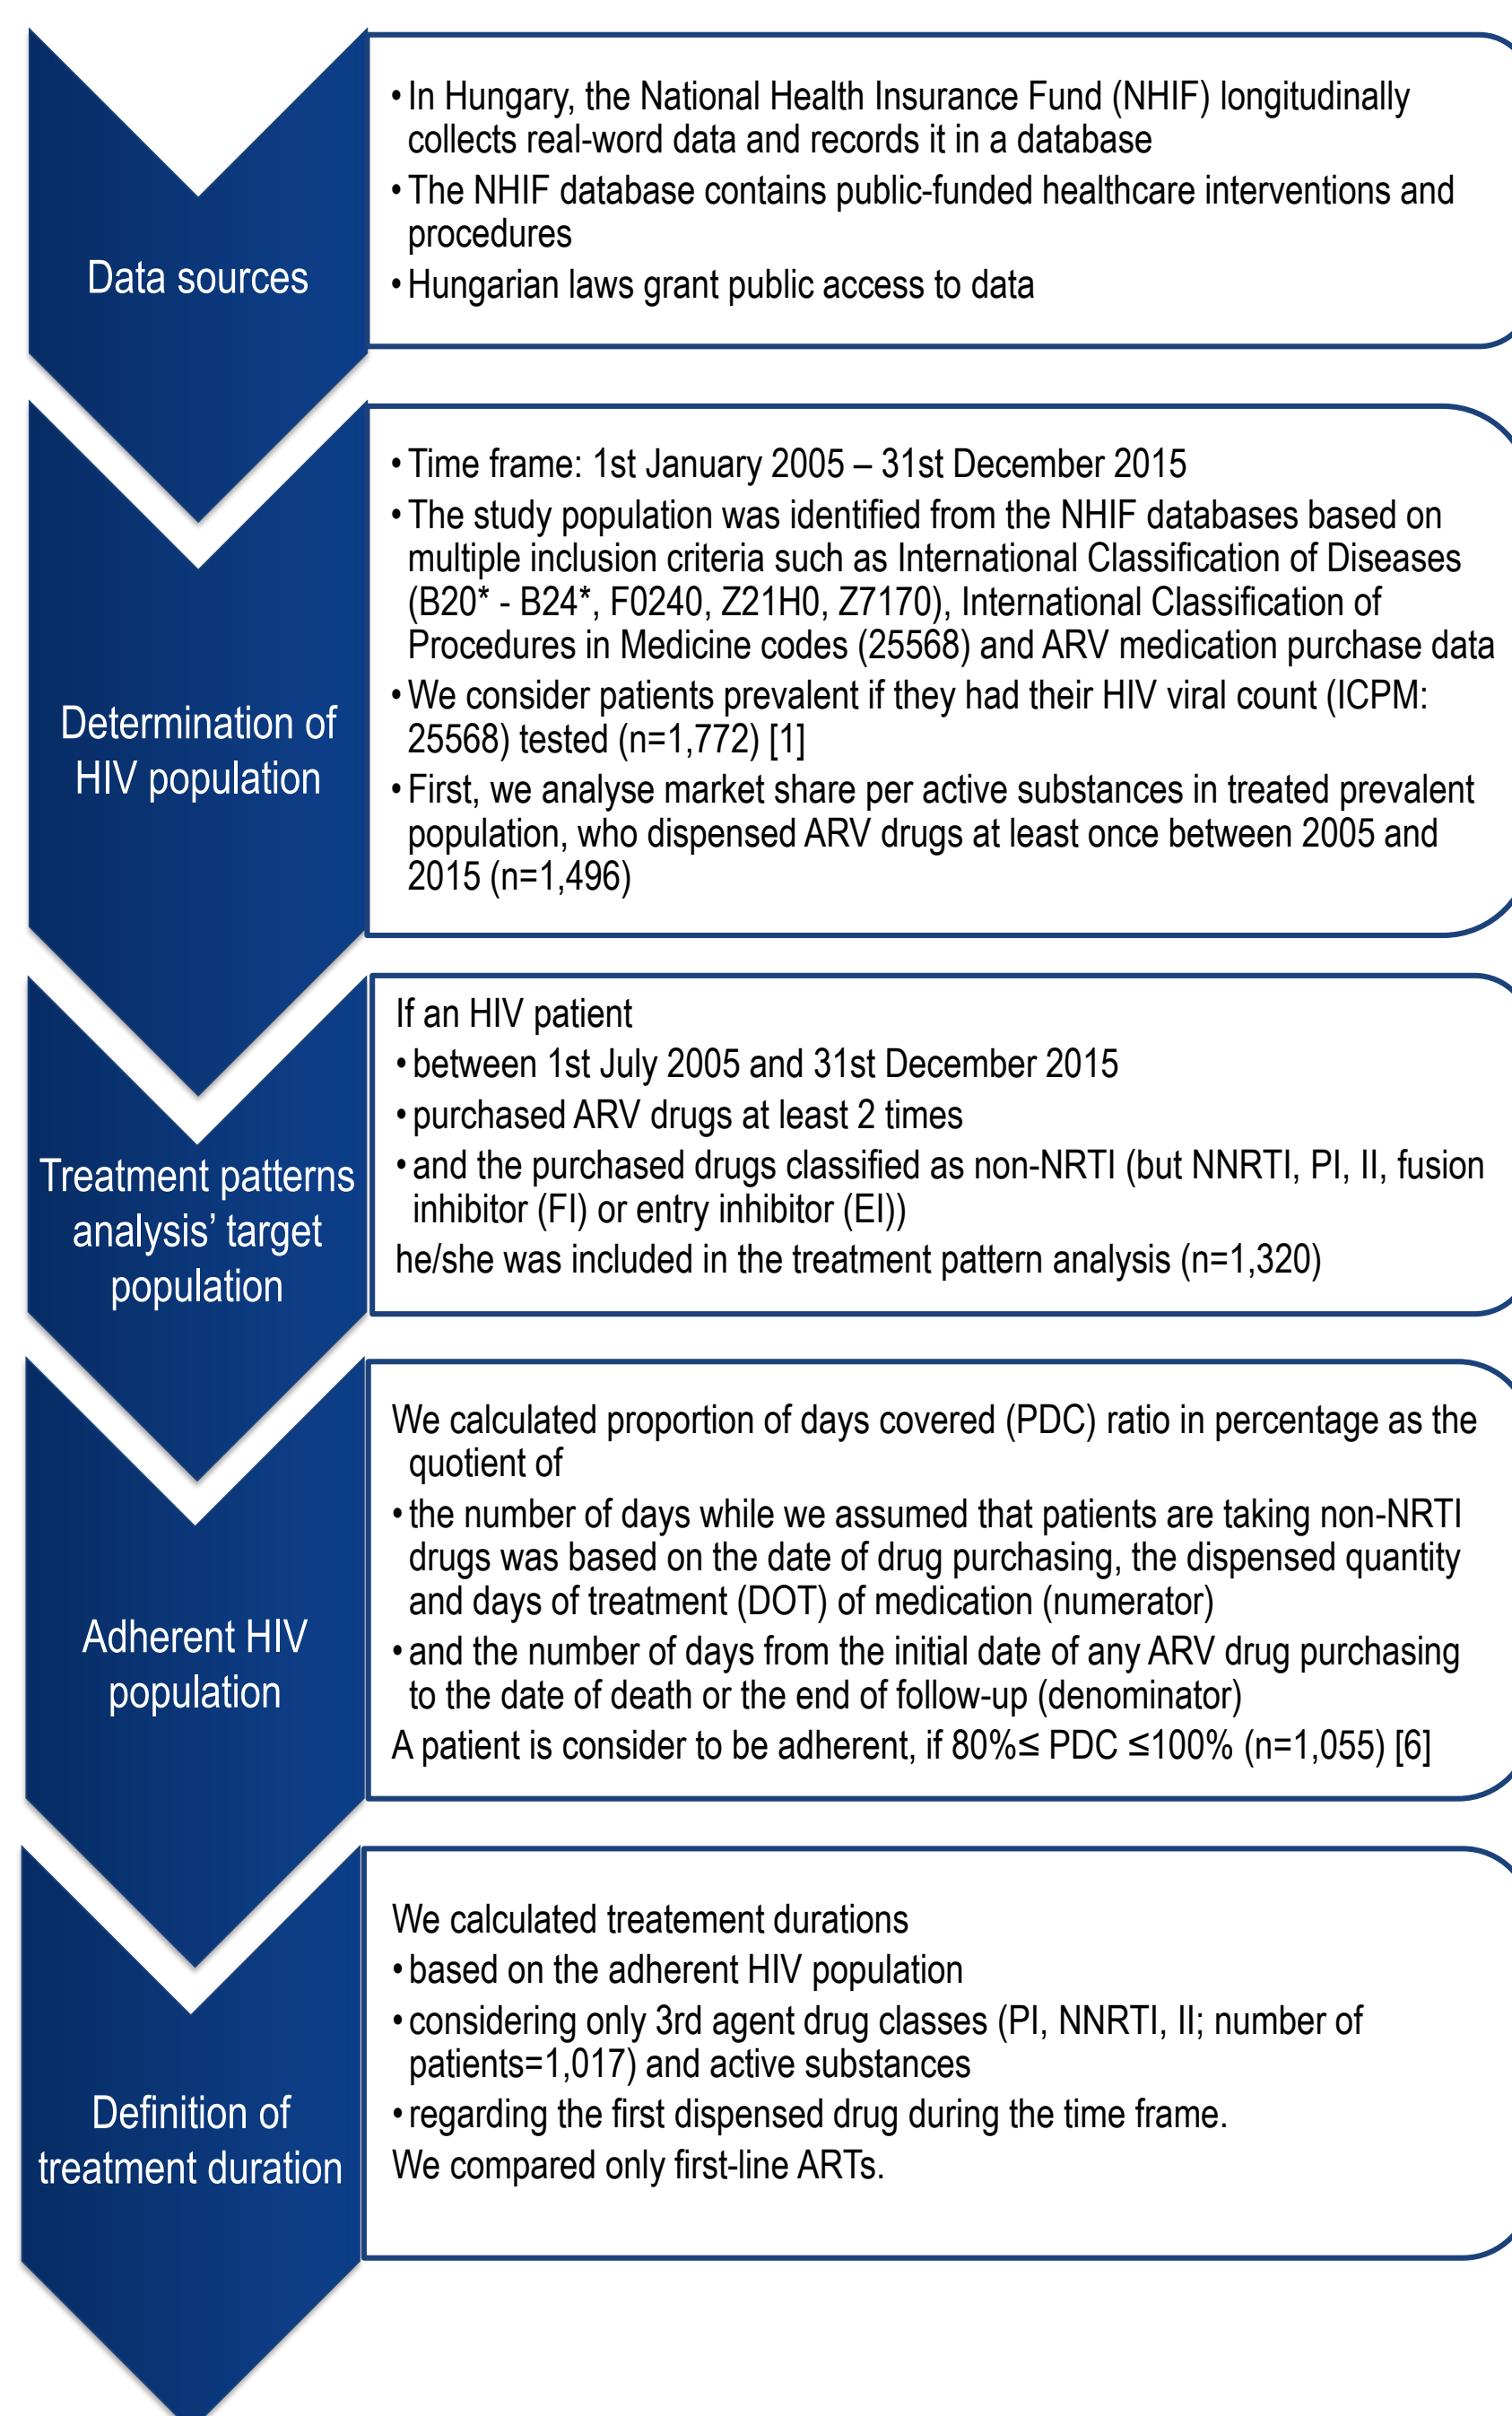 Data sources
• In Hungary, the National Health Insurance Fund (NHIF) longitudinally
collects real-word data and records it in a database
• The NHIF database contains public-funded healthcare interventions and
procedures
• Hungarian laws grant public access to data
Determination of
HIV population
• Time frame: 1st January 2005 – 31st December 2015
• The study population was identified from the NHIF databases based on
multiple inclusion criteria such as International Classification of Diseases
(B20* - B24*, F0240, Z21H0, Z7170), International Classification of
Procedures in Medicine codes (25568) and ARV medication purchase data
• We consider patients prevalent if they had their HIV viral count (ICPM:
25568) tested (n=1,772) [1]
• First, we analyse market share per active substances in treated prevalent
population, who dispensed ARV drugs at least once between 2005 and
2015 (n=1,496)
Treatment patterns
analysis’ target
population
If an HIV patient
• between 1st July 2005 and 31st December 2015
• purchased ARV drugs at least 2 times
• and the purchased drugs classified as non-NRTI (but NNRTI, PI, II, fusion
inhibitor (FI) or entry inhibitor (EI))
he/she was included in the treatment pattern analysis (n=1,320)
Adherent HIV
population
We calculated proportion of days covered (PDC) ratio in percentage as the
quotient of
• the number of days while we assumed that patients are taking non-NRTI
drugs was based on the date of drug purchasing, the dispensed quantity
and days of treatment (DOT) of medication (numerator)
• and the number of days from the initial date of any ARV drug purchasing
to the date of death or the end of follow-up (denominator)
A patient is consider to be adherent, if 80%≤ PDC ≤100% (n=1,055) [6]
Definition of
treatment duration
We calculated treatement durations
• based on the adherent HIV population
• considering only 3rd agent drug classes (PI, NNRTI, II; number of
patients=1,017) and active substances
• regarding the first dispensed drug during the time frame.
We compared only first-line ARTs.